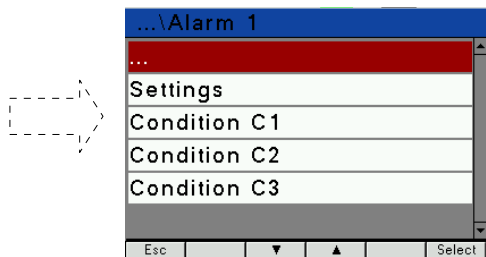 ...\Alarm 1
...
Settings
Condition C1
Condition C2
Condition C3
Esc ▼ ▲ Select